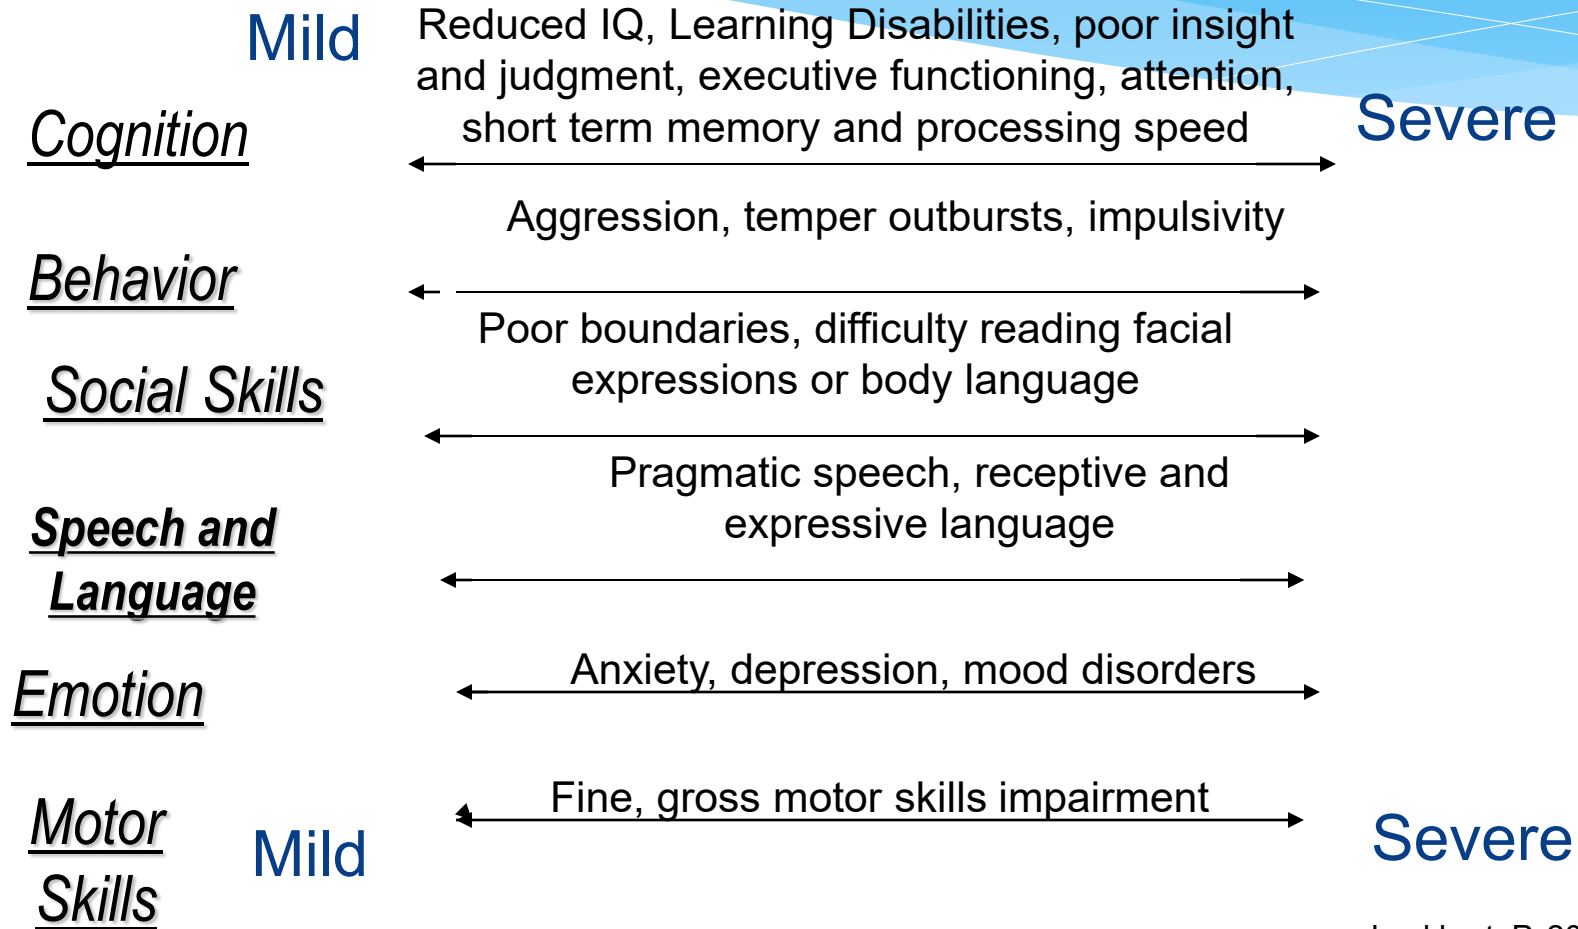 Mild
Reduced IQ, Learning Disabilities, poor insight
and judgment, executive functioning, attention,
short term memory and processing speed
Severe
Cognition
Aggression, temper outbursts, impulsivity
Behavior
Poor boundaries, difficulty reading facial
expressions or body language
Social Skills
Pragmatic speech, receptive and
expressive language
Speech and
Language
Anxiety, depression, mood disorders
Emotion
Fine, gross motor skills impairment
Motor
Skills
Mild
Severe